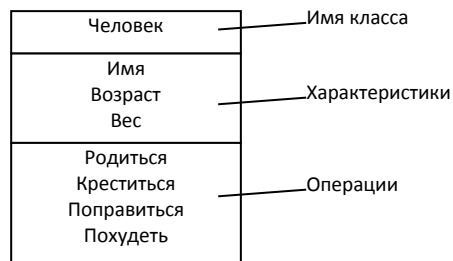 Человек
Имя класса
Имя
Возраст
Вес
Характеристики
Родиться
Креститься
Поправиться
Похудеть
Операции